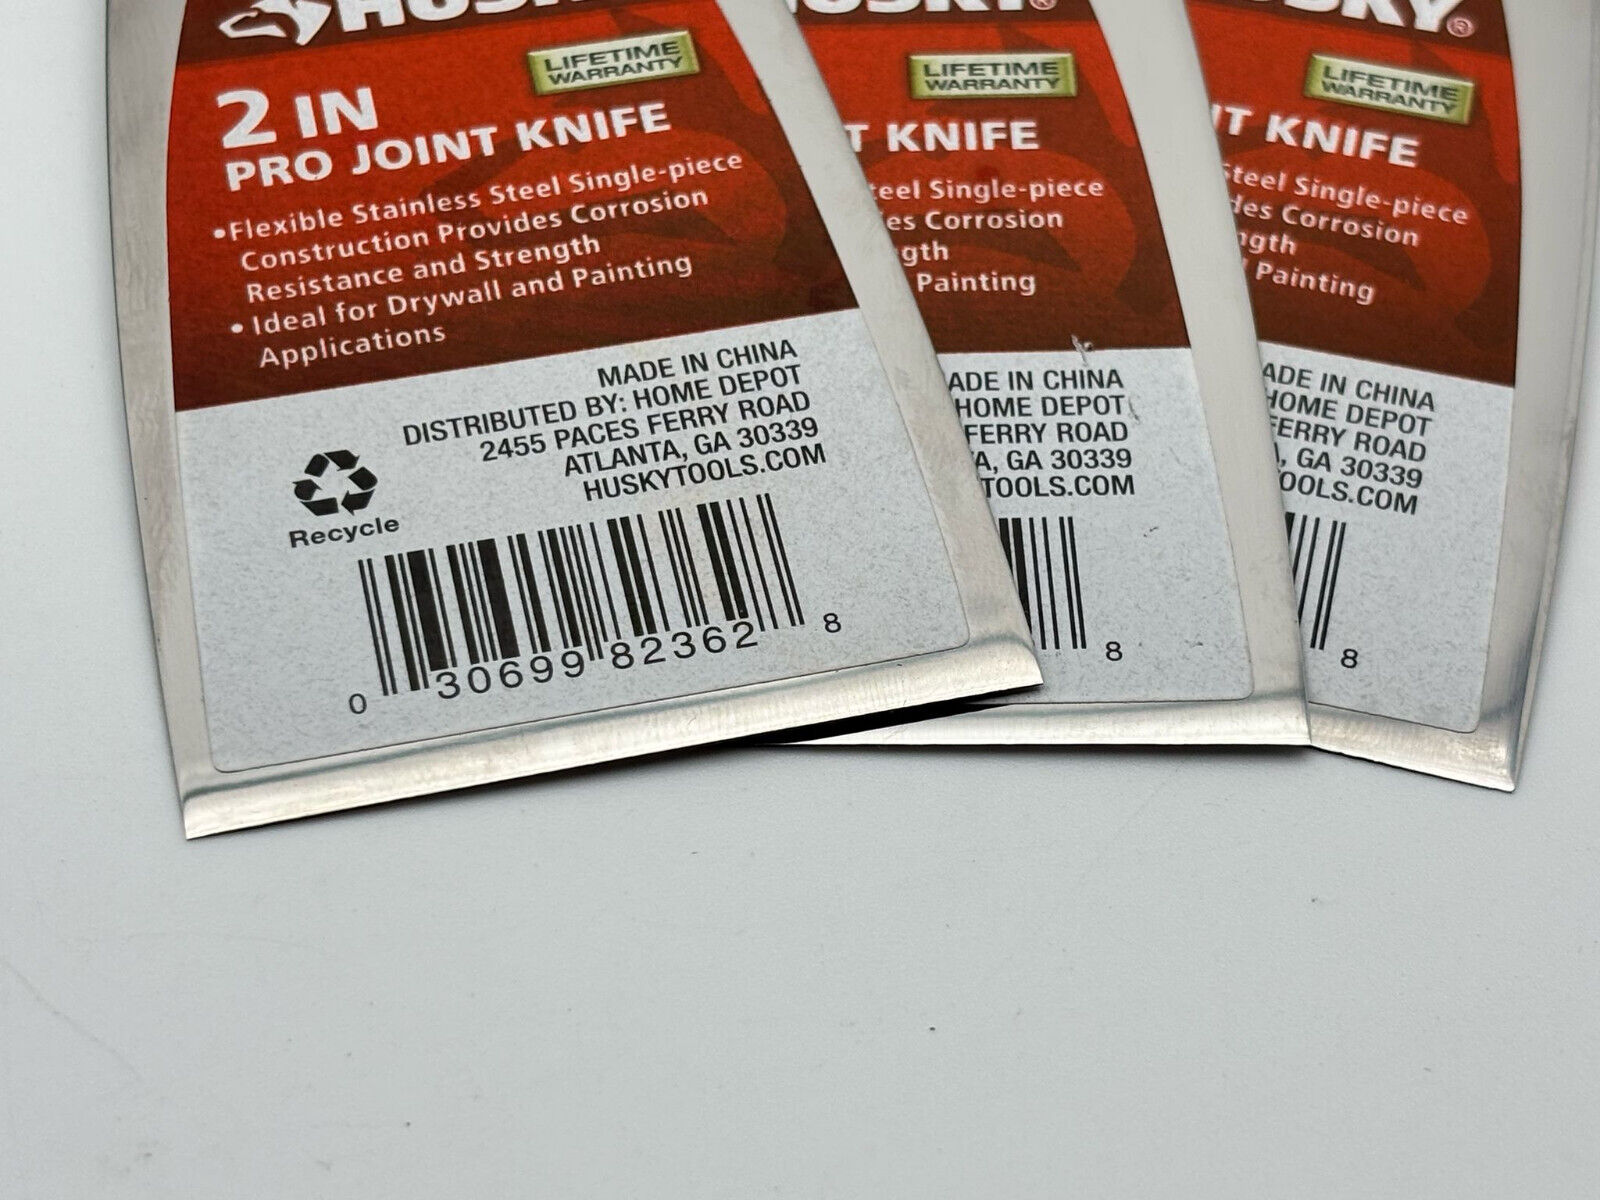 HUSKY
LIFETIME
WARRANTY
2 IN
PRO JOINT KNIFE
•Flexible Stainless Steel Single-piece
Construction Provides Corrosion
Resistance and Strength
• Ideal for Drywall and Painting
Applications
MADE IN CHINA
DISTRIBUTED BY: HOME DEPOT
2455 PACES FERRY ROAD
ATLANTA, GA 30339
HUSKYTOOLS.COM
Recycle
0 30699 82362 8
HUSKY®
LIFETIME
WARRANTY
T KNIFE
teel Single-piece
es Corrosion
gth
Painting
ADE IN CHINA
HOME DEPOT
FERRY ROAD
A, GA 30339
TOOLS.COM
8
HUSKY®
LIFETIME
WARRANTY
NT KNIFE
Steel Single-piece
des Corrosion
ngth
d Painting
ADE IN CHINA
HOME DEPOT
FERRY ROAD
, GA 30339
TOOLS.COM
8